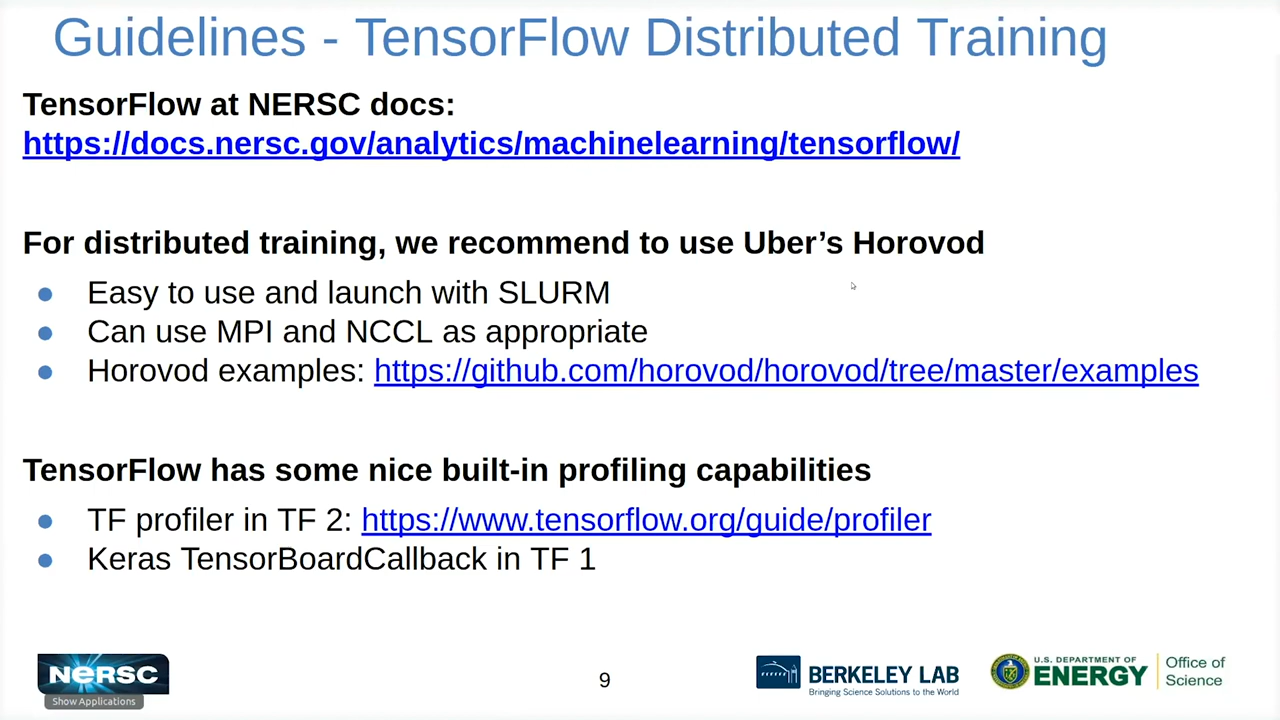 Guidelines - TensorFlow Distributed Training
TensorFlow at NERSC docs:
https://docs.nersc.gov/analytics/machinelearning/tensorflow/
For distributed training, we recommend to use Uber’s Horovod
● Easy to use and launch with SLURM
● Can use MPI and NCCL as appropriate
● Horovod examples: https://github.com/horovod/horovod/tree/master/examples
TensorFlow has some nice built-in profiling capabilities
● TF profiler in TF 2: https://www.tensorflow.org/guide/profiler
● Keras TensorBoardCallback in TF 1
NERSC
Show Applications
9
BERKELEY LAB
Bringing Science Solutions to the World
U.S. DEPARTMENT OF
ENERGY
Office of
Science